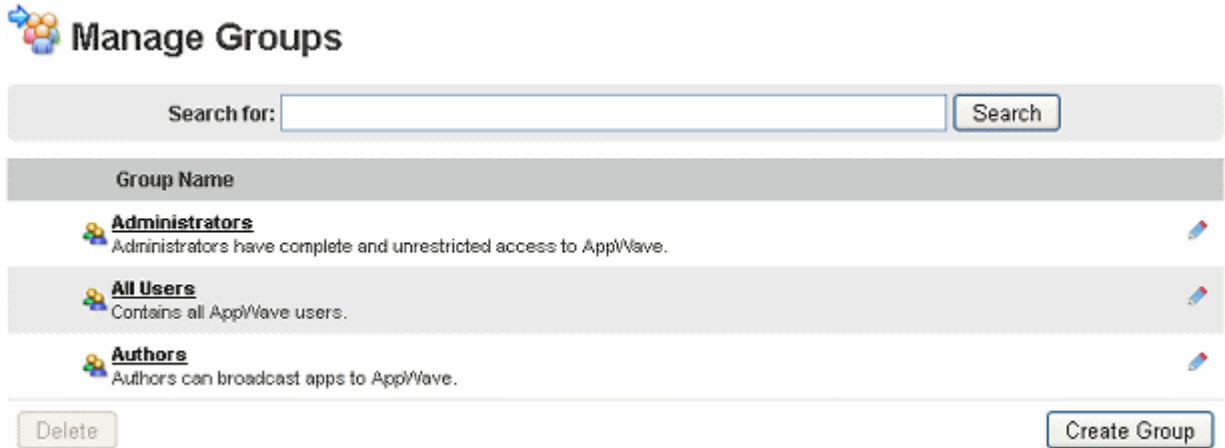 Manage Groups
Search for: Search
Group Name
Administrators
Administrators have complete and unrestricted access to AppWave.
All Users
Contains all AppWave users.
Authors
Authors can broadcast apps to AppWave.
Delete Create Group